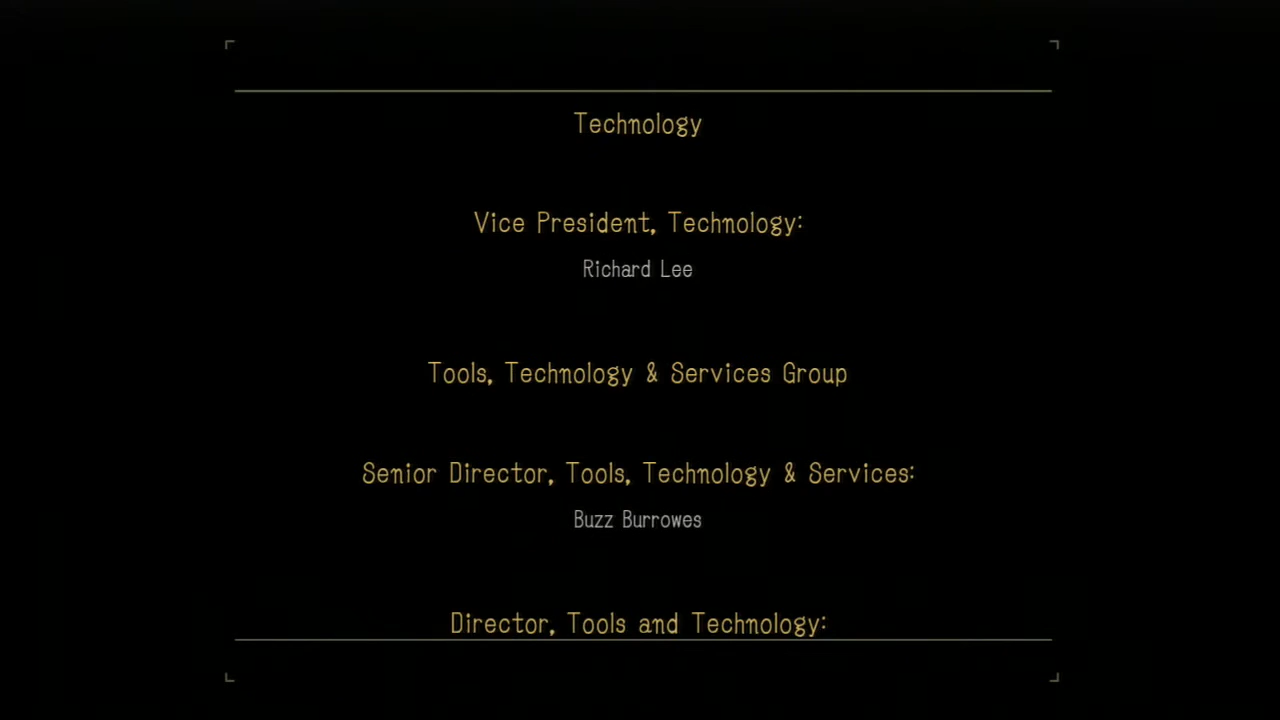 Technology
Vice President, Technology:
Richard Lee
Tools, Technology & Services Group
Senior Director, Tools, Technology & Services:
Buzz Burrowes
Director, Tools and Technology: